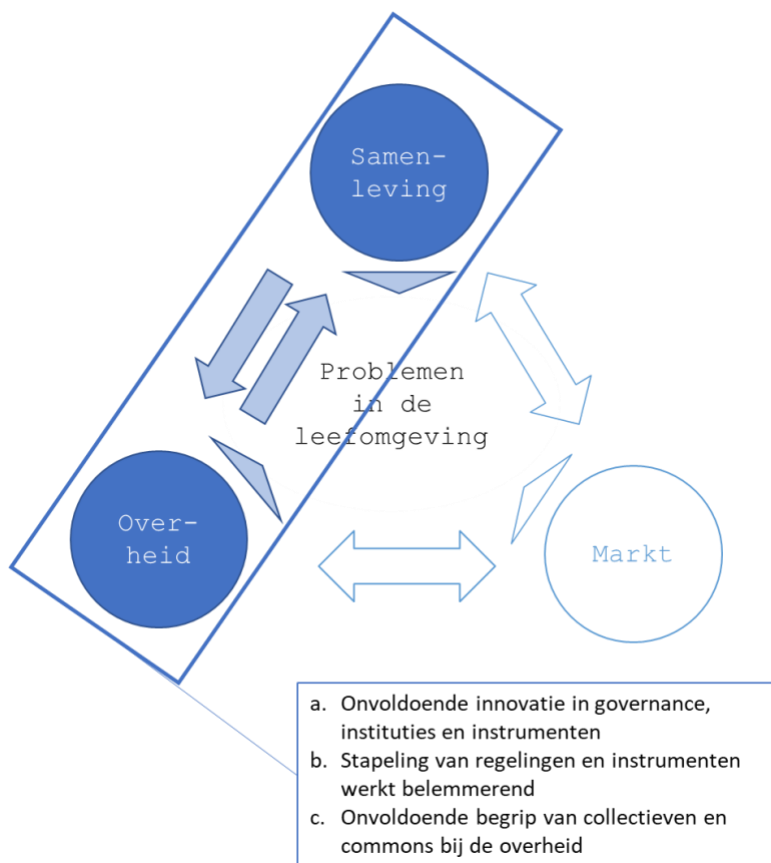 Samen-
leving
Problemen
in de
leefomgeving
Over-
heid
Markt
a. Onvoldoende innovatie in governance,
instituties en instrumenten
b. Stapeling van regelingen en instrumenten
werkt belemmerend
c. Onvoldoende begrip van collectieven en
commons bij de overheid